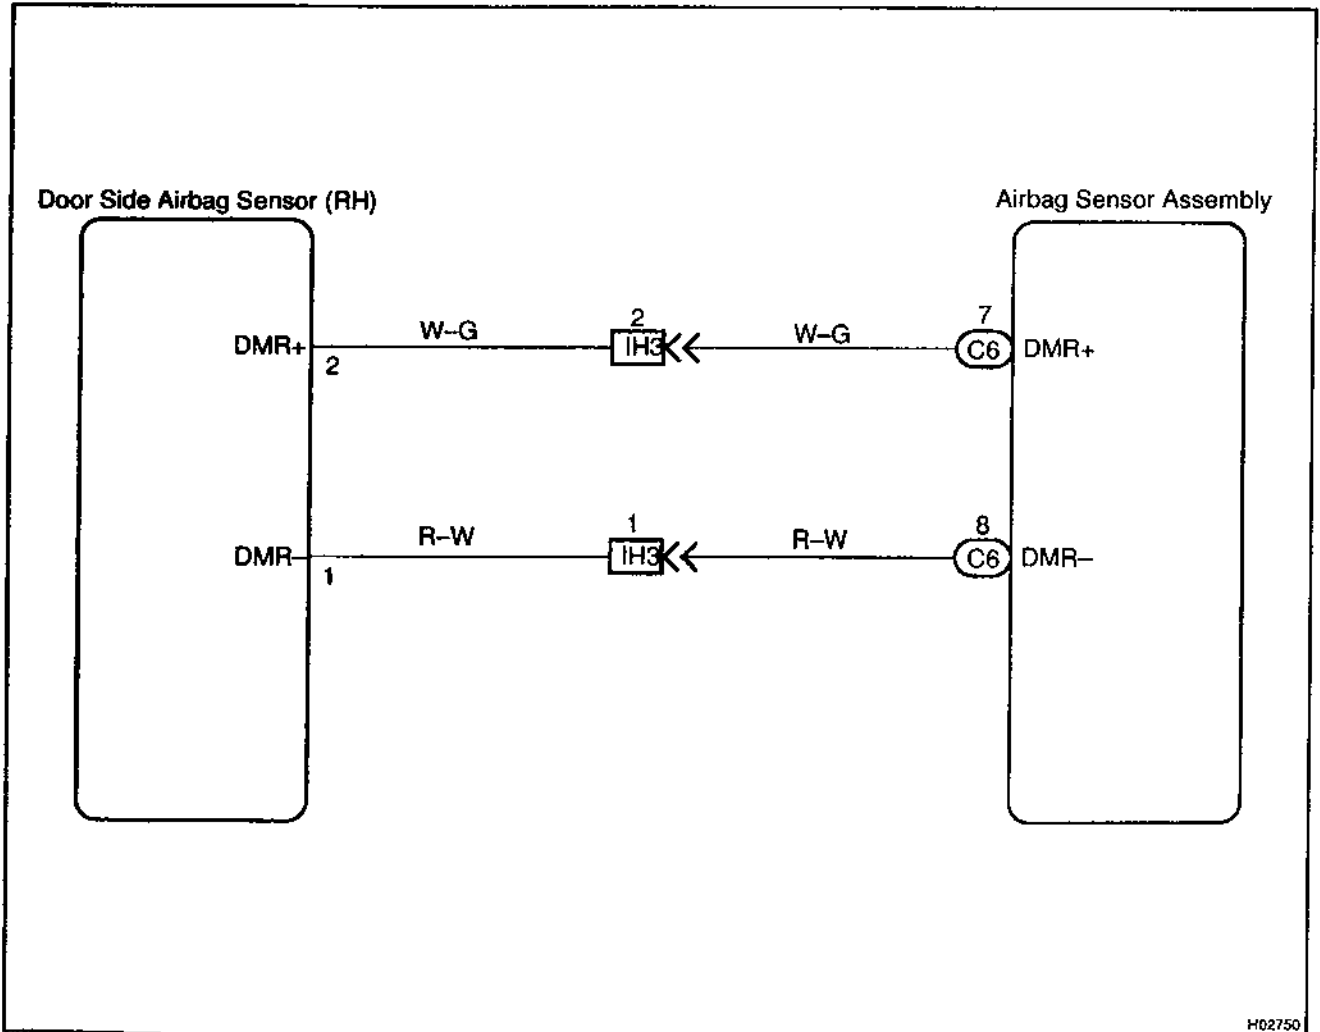 Door Side Airbag Sensor (RH)
Airbag Sensor Assembly
DMR+
2
W–G
2
IH3
W–G
7
C6
DMR+
DMR–
1
R–W
1
IH3
R–W
8
C6
DMR–
H02750